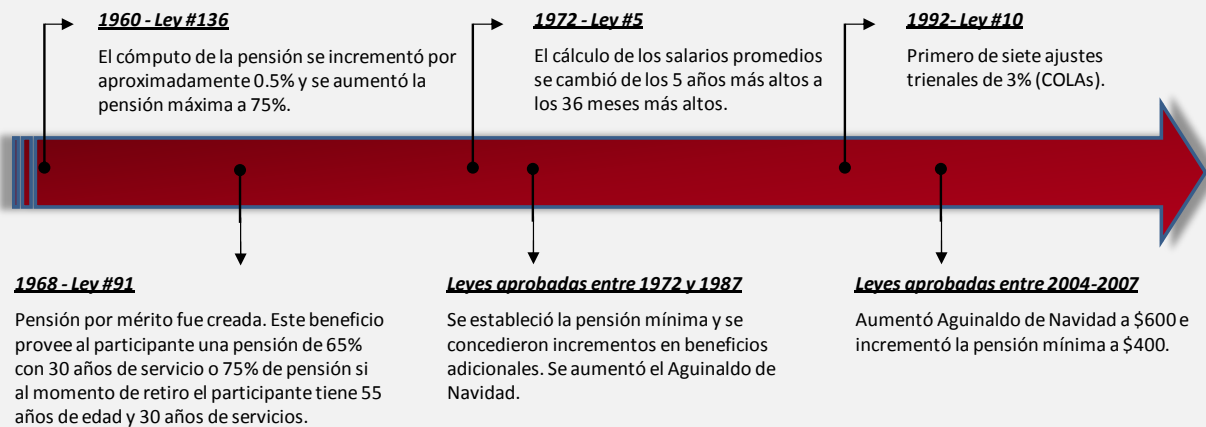 1960 - Ley #136
El cómputo de la pensión se incrementó por
aproximadamente 0.5% y se aumentó la
pensión máxima a 75%.
1972 - Ley #5
El cálculo de los salarios promedios
se cambió de los 5 años más altos a
los 36 meses más altos.
1992- Ley #10
Primero de siete ajustes
trienales de 3% (COLAs).
1968 - Ley #91
Pensión por mérito fue creada. Este beneficio
provee al participante una pensión de 65%
con 30 años de servicio o 75% de pensión si
al momento de retiro el participante tiene 55
años de edad y 30 años de servicios.
Leyes aprobadas entre 1972 y 1987
Se estableció la pensión mínima y se
concedieron incrementos en beneficios
adicionales. Se aumentó el Aguinaldo de
Navidad.
Leyes aprobadas entre 2004-2007
Aumentó Aguinaldo de Navidad a $600 e
incrementó la pensión mínima a $400.